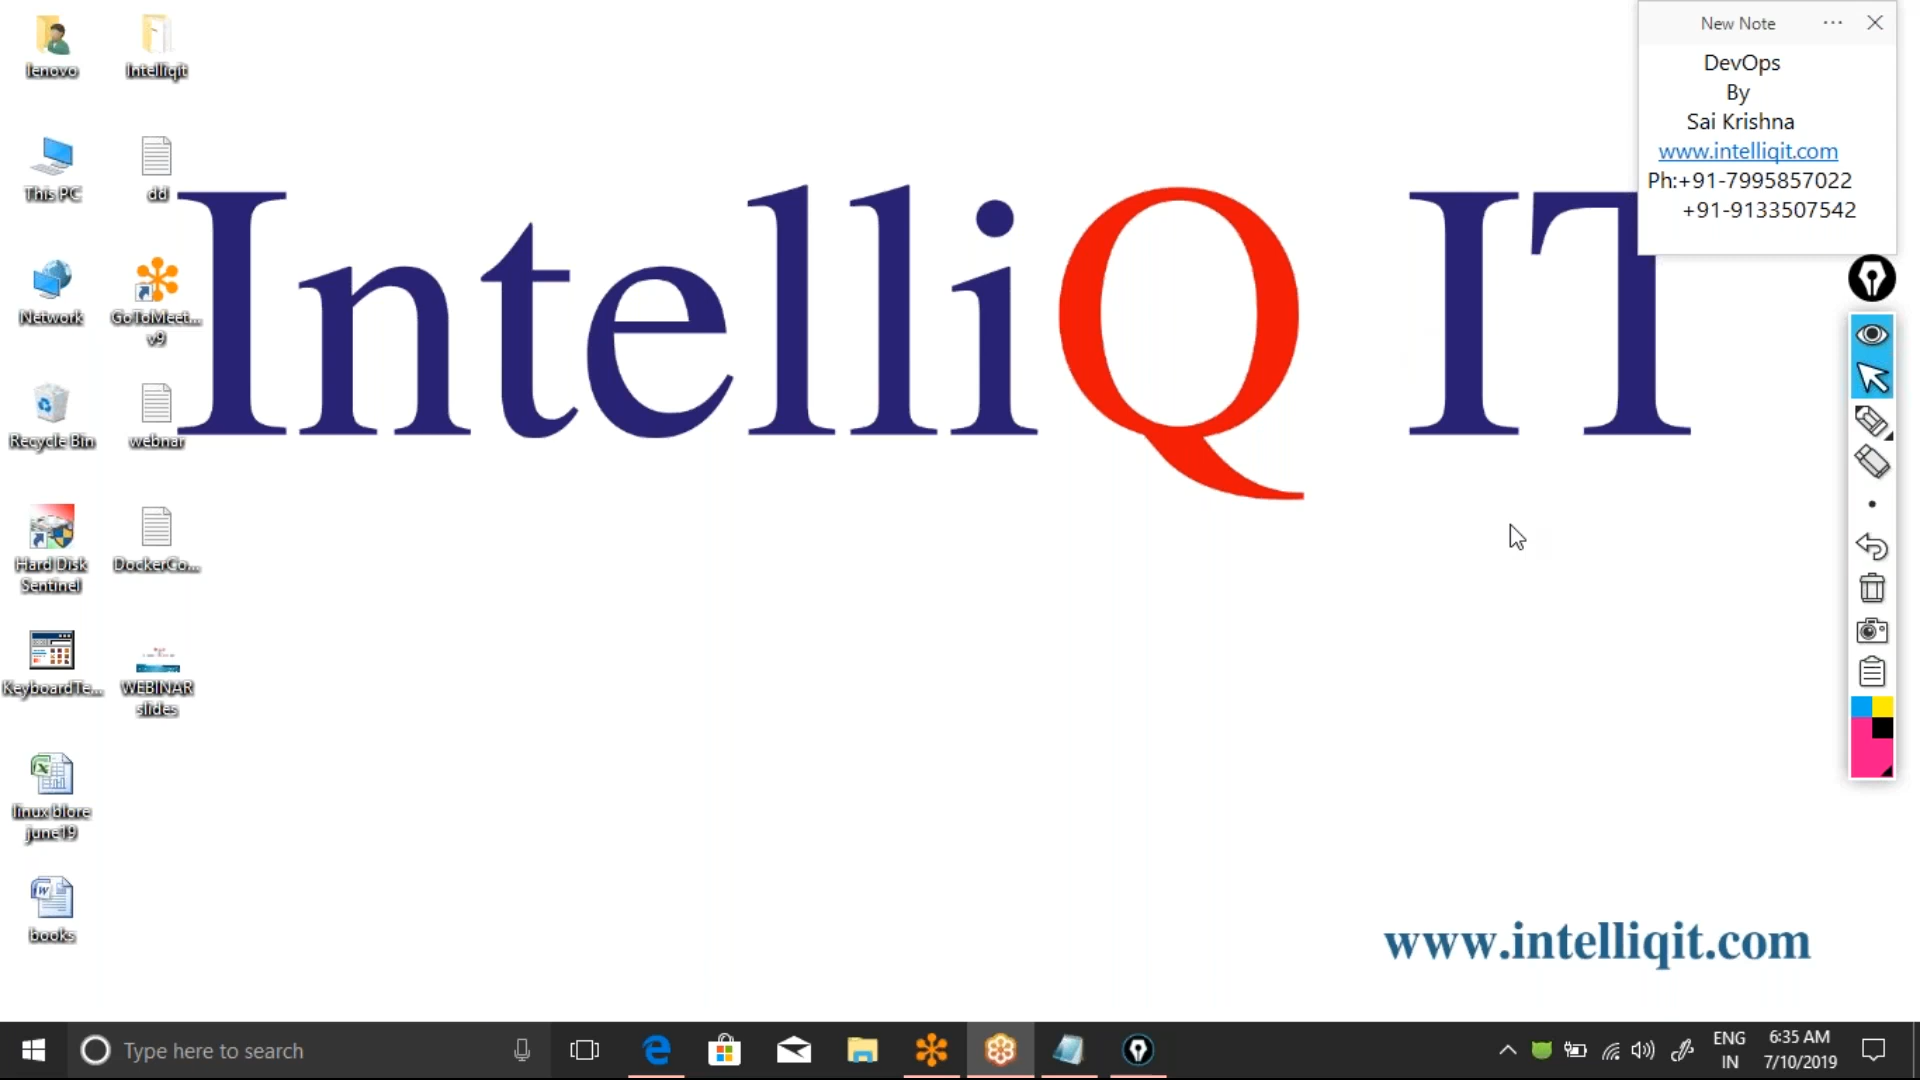 lenovo
Intelliqit
This PC
dd
Network
GoToMeet...
v9
Recycle Bin
webnar
Hard Disk
Sentinel
DockerCo...
KeyboardTe...
WEBINAR
slides
linux blore
june19
books
IntelliQ IT
New Note
DevOps
By
Sai Krishna
www.intelliqit.com
Ph:+91-7995857022
+91-9133507542
www.intelliqit.com
Type here to search
ENG
IN
6:35 AM
7/10/2019